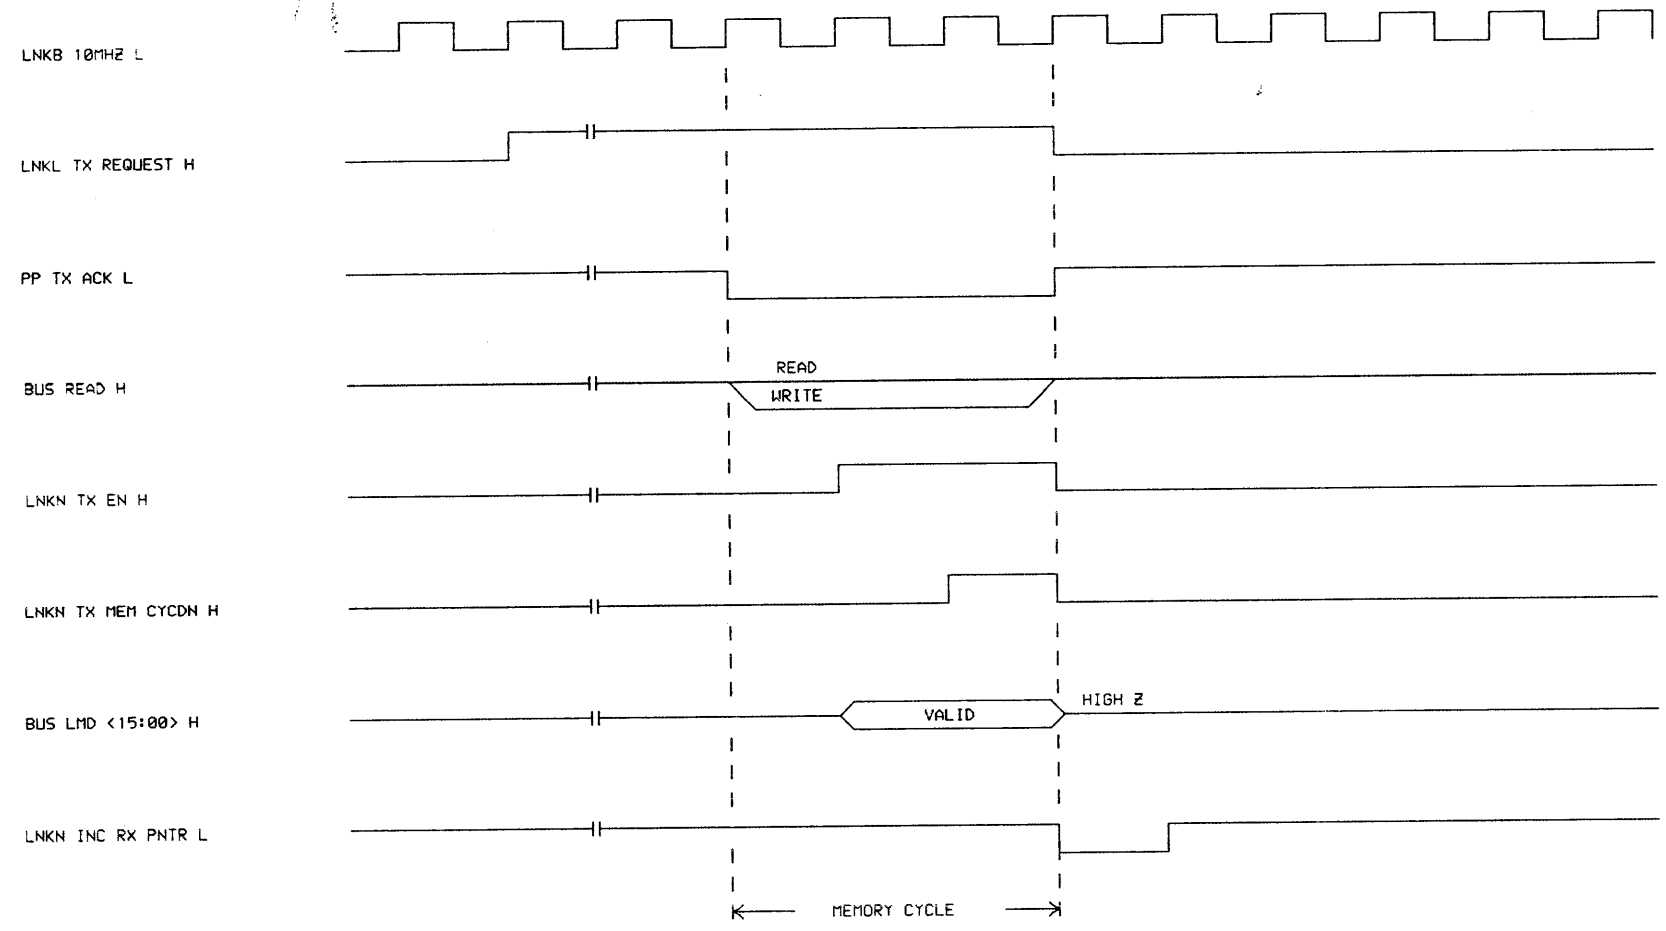 LNKB 10MHZ L
LNKL TX REQUEST H
PP TX ACK L
BUS READ H
READ
WRITE
LNKN TX EN H
LNKN TX MEM CYCDN H
BUS LMD <15:00> H
VALID
HIGH Z
LNKN INC RX PNTR L
MEMORY CYCLE